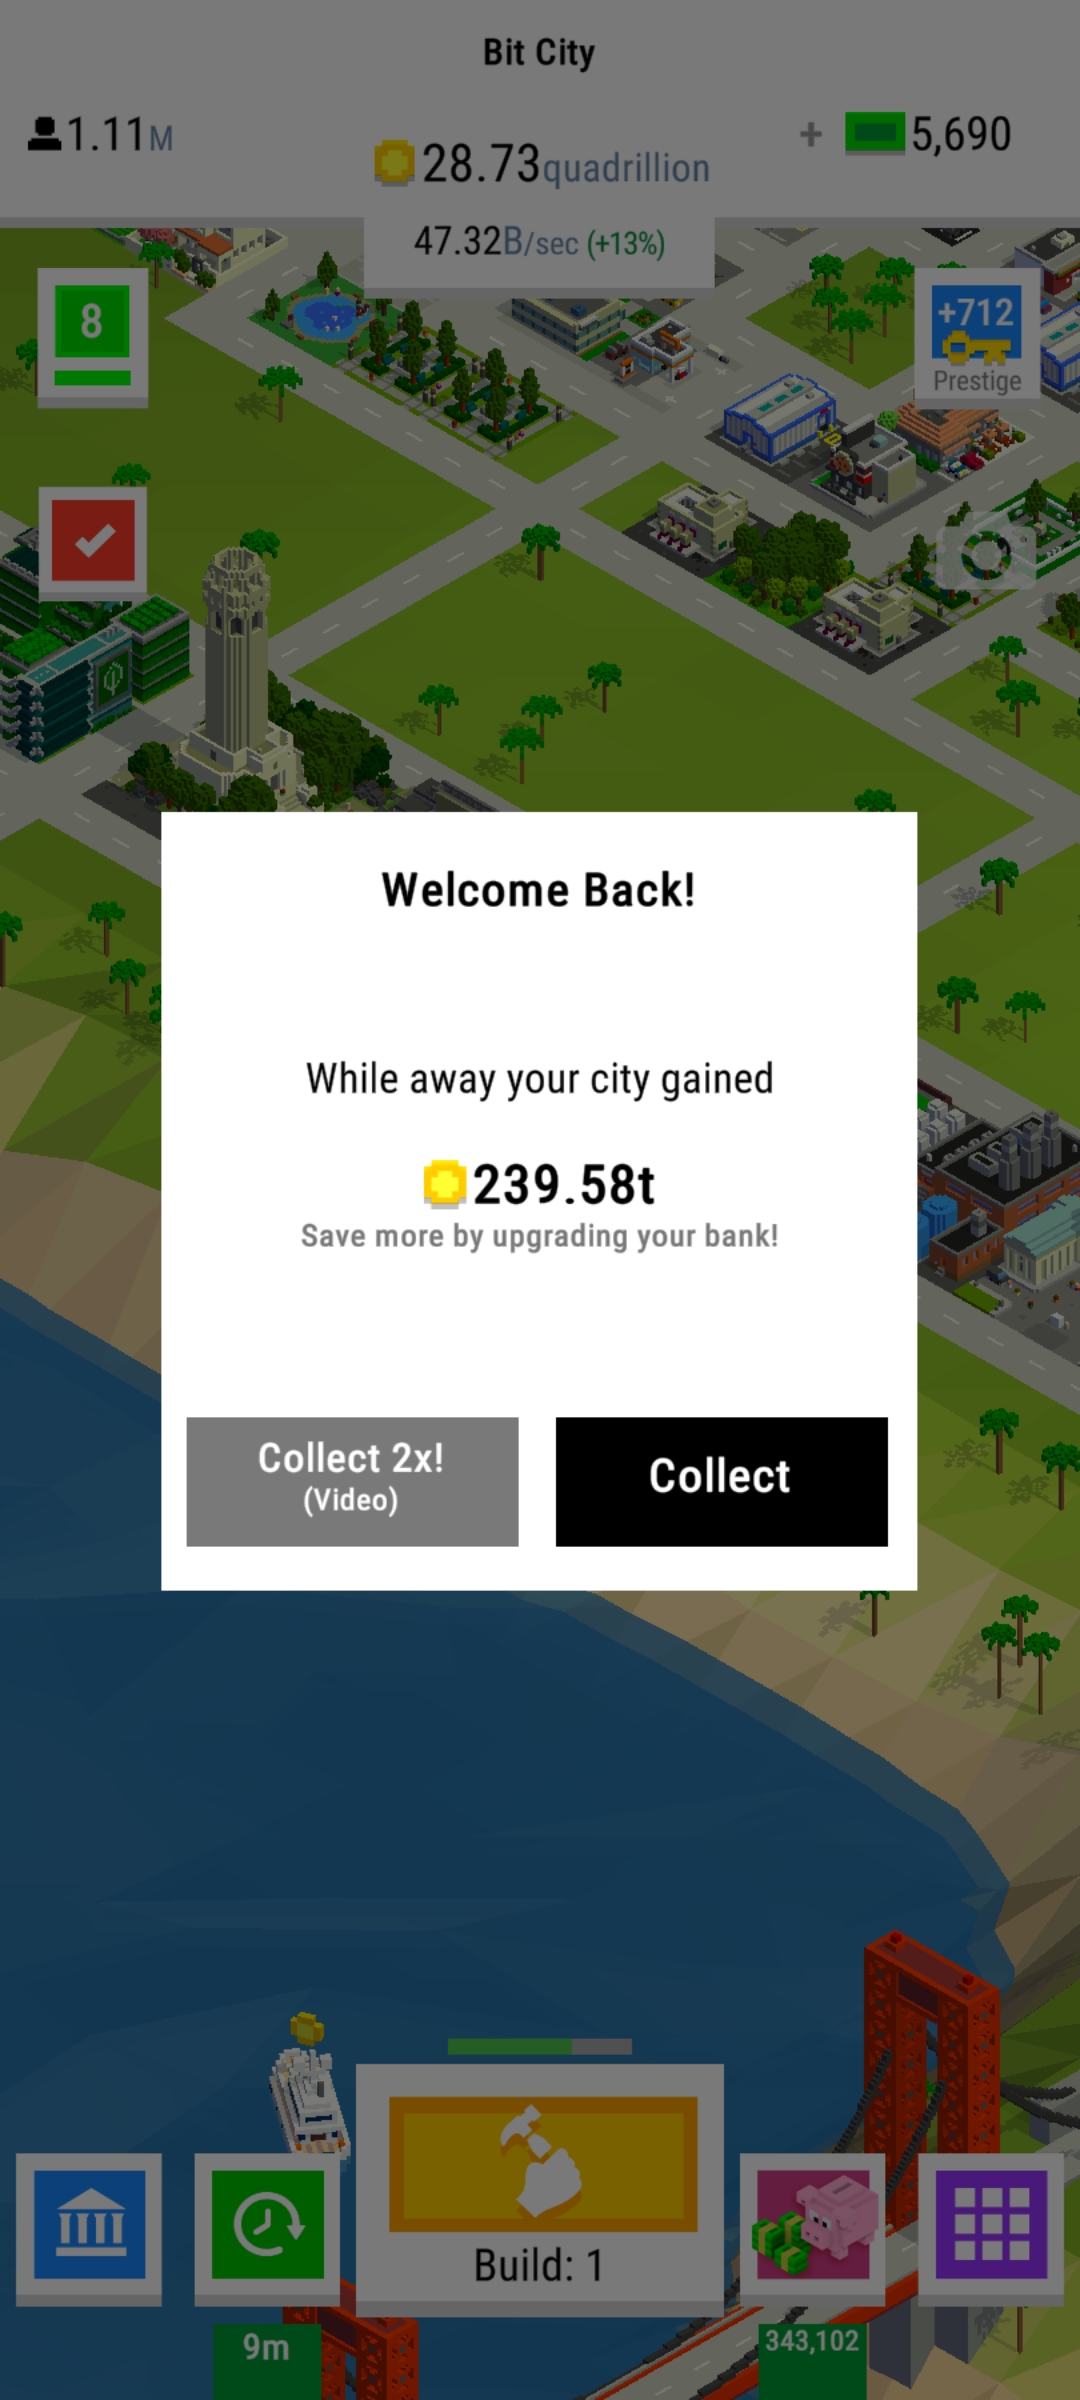 Bit City
1.11M
28.73quadrillion
+ 5,690
47.32B/sec (+13%)
8
+712
Prestige
Welcome Back!
While away your city gained
239.58t
Save more by upgrading your bank!
Collect 2x!
(Video)
Collect
Build: 1
9m
343,102